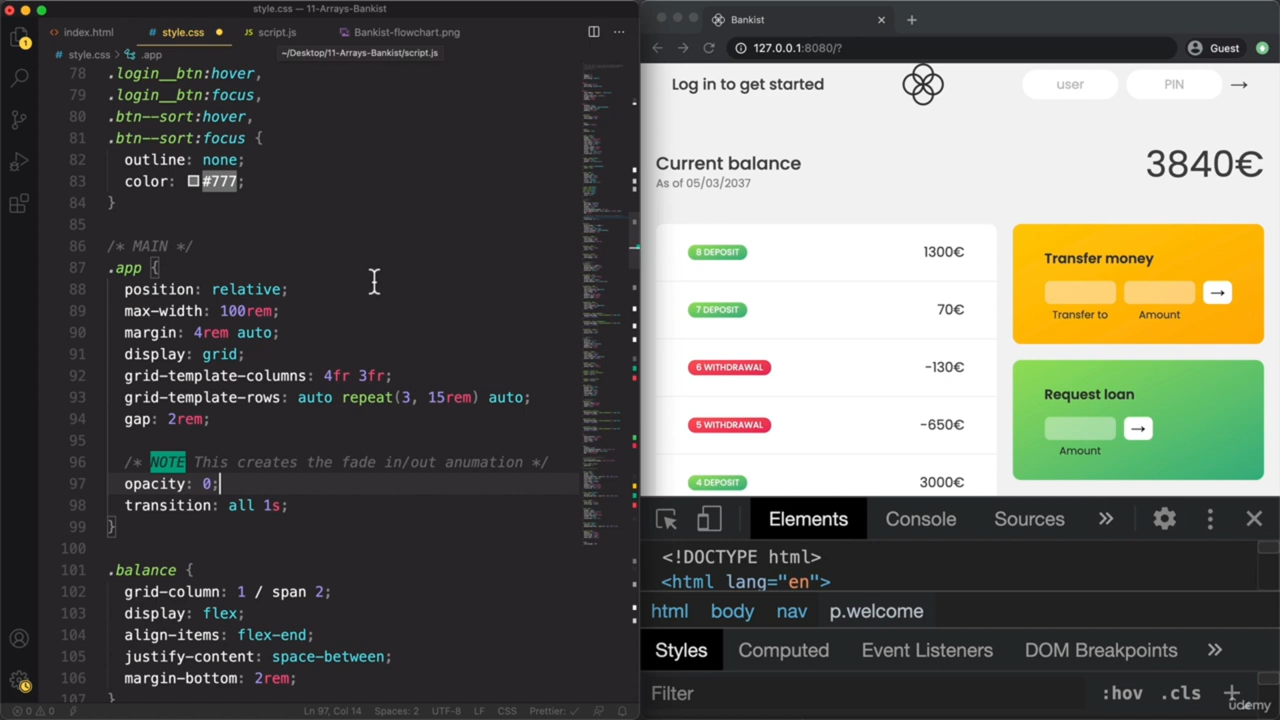 style.css — 11-Arrays-Bankist
index.html
style.css
script.js
Bankist-flowchart.png
style.css > .app
~/Desktop/11-Arrays-Bankist/script.js
78 .login__btn:hover,
79 .login__btn:focus,
80 .btn--sort:hover,
81 .btn--sort:focus {
82 outline: none;
83 color: #777;
84 }
85
86 /* MAIN */
87 .app {
88 position: relative;
89 max-width: 100rem;
90 margin: 4rem auto;
91 display: grid;
92 grid-template-columns: 4fr 3fr;
93 grid-template-rows: auto repeat(3, 15rem) auto;
94 gap: 2rem;
95
96 /* NOTE This creates the fade in/out anumation */
97 opacity: 0;
98 transition: all 1s;
99 }
100
101 .balance {
102 grid-column: 1 / span 2;
103 display: flex;
104 align-items: flex-end;
105 justify-content: space-between;
106 margin-bottom: 2rem;
107 }
1
0 0
Ln 97, Col 14
Spaces: 2
UTF-8
LF
CSS
Prettier: ✓
Bankist
127.0.0.1:8080/?
Guest
Log in to get started
user
PIN
→
Current balance
3840€
As of 05/03/2037
8 DEPOSIT 1300€
7 DEPOSIT 70€
6 WITHDRAWAL -130€
5 WITHDRAWAL -650€
4 DEPOSIT 3000€
Transfer money
→
Transfer to Amount
Request loan
→
Amount
Elements Console Sources »
<!DOCTYPE html>
<html lang="en">
html body nav p.welcome
Styles Computed Event Listeners DOM Breakpoints »
Filter :hov .cls +
ûdemy